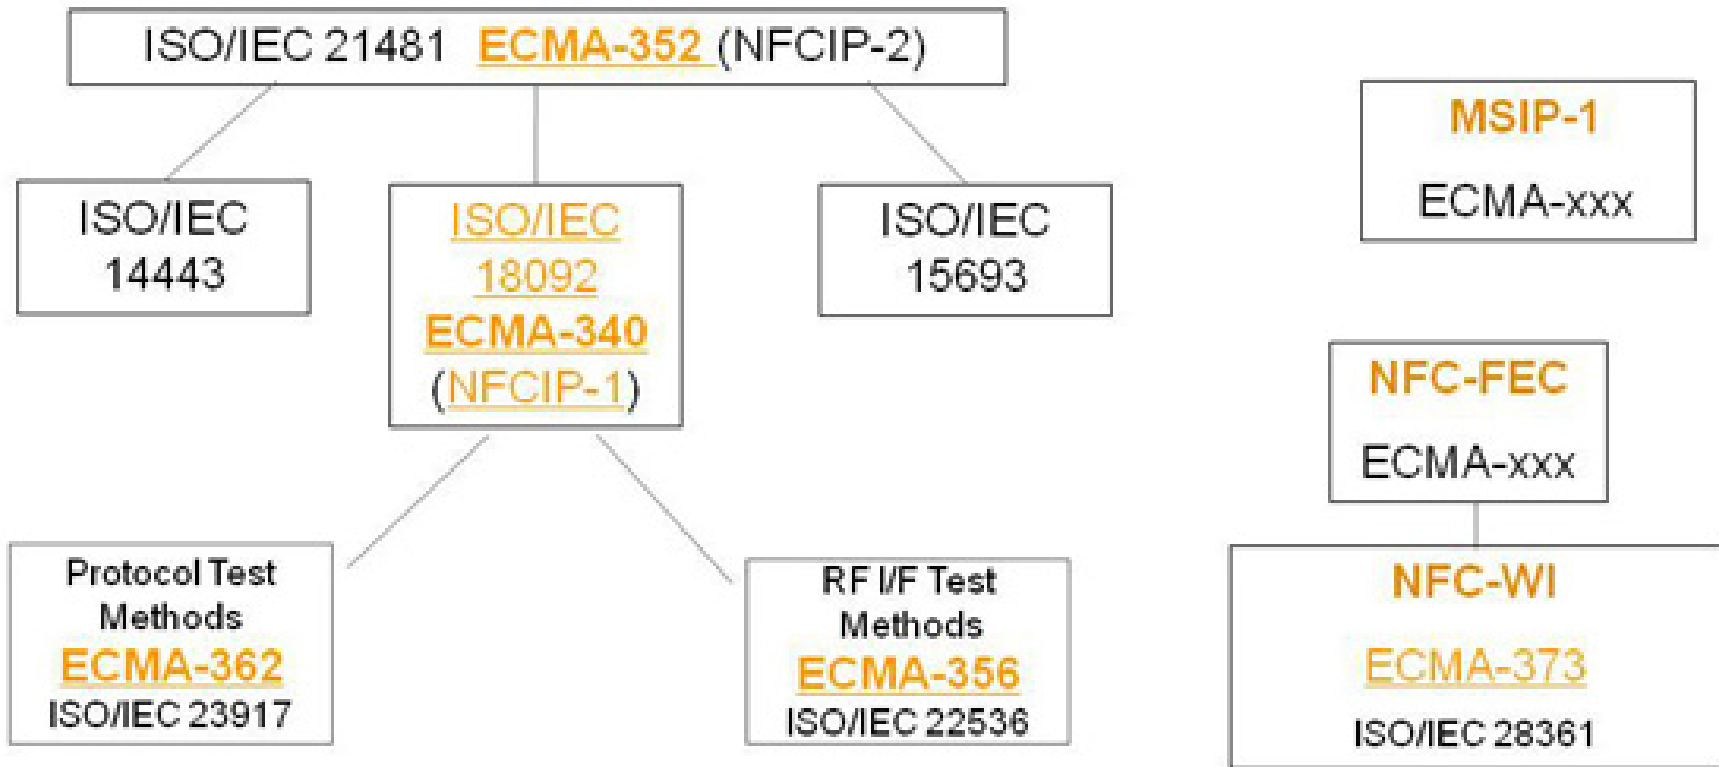 ISO/IEC 21481 ECMA-352 (NFCIP-2)
ISO/IEC
14443
ISO/IEC
18092
ECMA-340
(NFCIP-1)
ISO/IEC
15693
MSIP-1
ECMA-xxx
NFC-FEC
ECMA-xxx
Protocol Test
Methods
ECMA-362
ISO/IEC 23917
RF I/F Test
Methods
ECMA-356
ISO/IEC 22536
NFC-WI
ECMA-373
ISO/IEC 28361